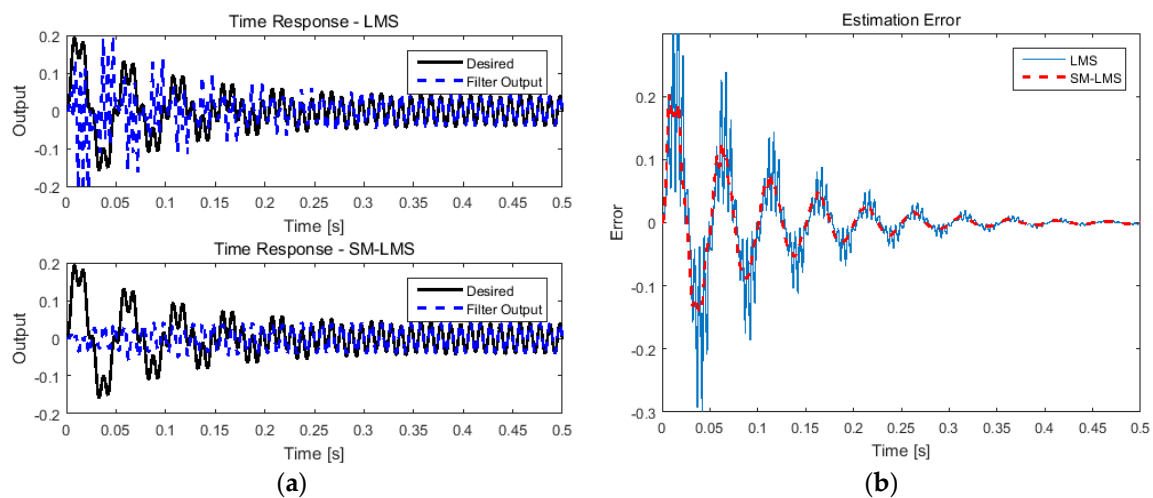 Time Response - LMS
Output
0.2
0.1
0
-0.1
-0.2
Desired
Filter Output
0 0.05 0.1 0.15 0.2 0.25 0.3 0.35 0.4 0.45 0.5
Time [s]
Time Response - SM-LMS
Output
0.2
0.1
0
-0.1
-0.2
Desired
Filter Output
0 0.05 0.1 0.15 0.2 0.25 0.3 0.35 0.4 0.45 0.5
Time [s]
(a)
Estimation Error
Error
0.2
0.1
0
-0.1
-0.2
-0.3
LMS
SM-LMS
0 0.05 0.1 0.15 0.2 0.25 0.3 0.35 0.4 0.45 0.5
Time [s]
(b)